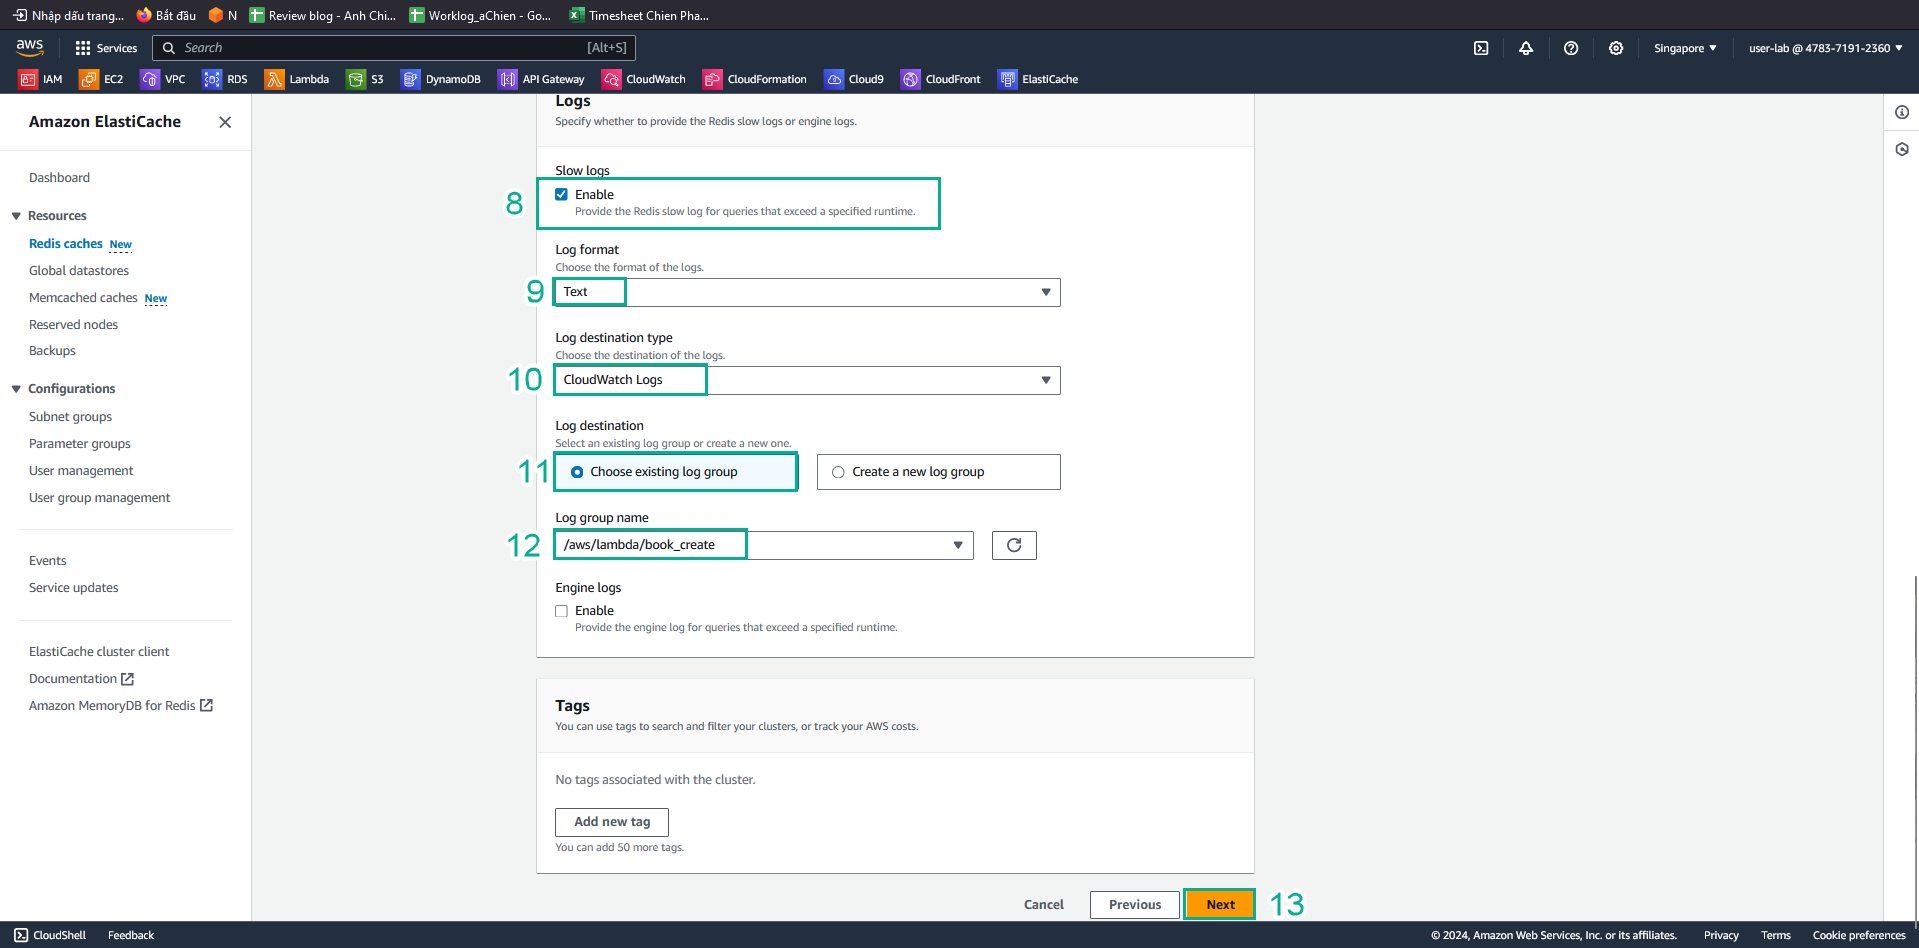 Nhập dấu trang...
Bắt đầu
N
Review blog - Anh Chi...
Worklog_aChien - Go...
Timesheet Chien Pha...
aws
Services
Search
[Alt+S]
Singapore
user-lab @ 4783-7191-2360
IAM
EC2
VPC
RDS
Lambda
S3
DynamoDB
API Gateway
CloudWatch
CloudFormation
Cloud9
CloudFront
ElastiCache
Amazon ElastiCache
Dashboard
Resources
Redis caches New
Global datastores
Memcached caches New
Reserved nodes
Backups
Configurations
Subnet groups
Parameter groups
User management
User group management
Events
Service updates
ElastiCache cluster client
Documentation
Amazon MemoryDB for Redis
Logs
Specify whether to provide the Redis slow logs or engine logs.
Slow logs
8
Enable
Provide the Redis slow log for queries that exceed a specified runtime.
Log format
Choose the format of the logs.
9
Text
Log destination type
Choose the destination of the logs.
10
CloudWatch Logs
Log destination
Select an existing log group or create a new one.
11
Choose existing log group
Create a new log group
Log group name
12
/aws/lambda/book_create
Engine logs
Enable
Provide the engine log for queries that exceed a specified runtime.
Tags
You can use tags to search and filter your clusters, or track your AWS costs.
No tags associated with the cluster.
Add new tag
You can add 50 more tags.
Cancel
Previous
Next
13
CloudShell
Feedback
© 2024, Amazon Web Services, Inc. or its affiliates.
Privacy
Terms
Cookie preferences